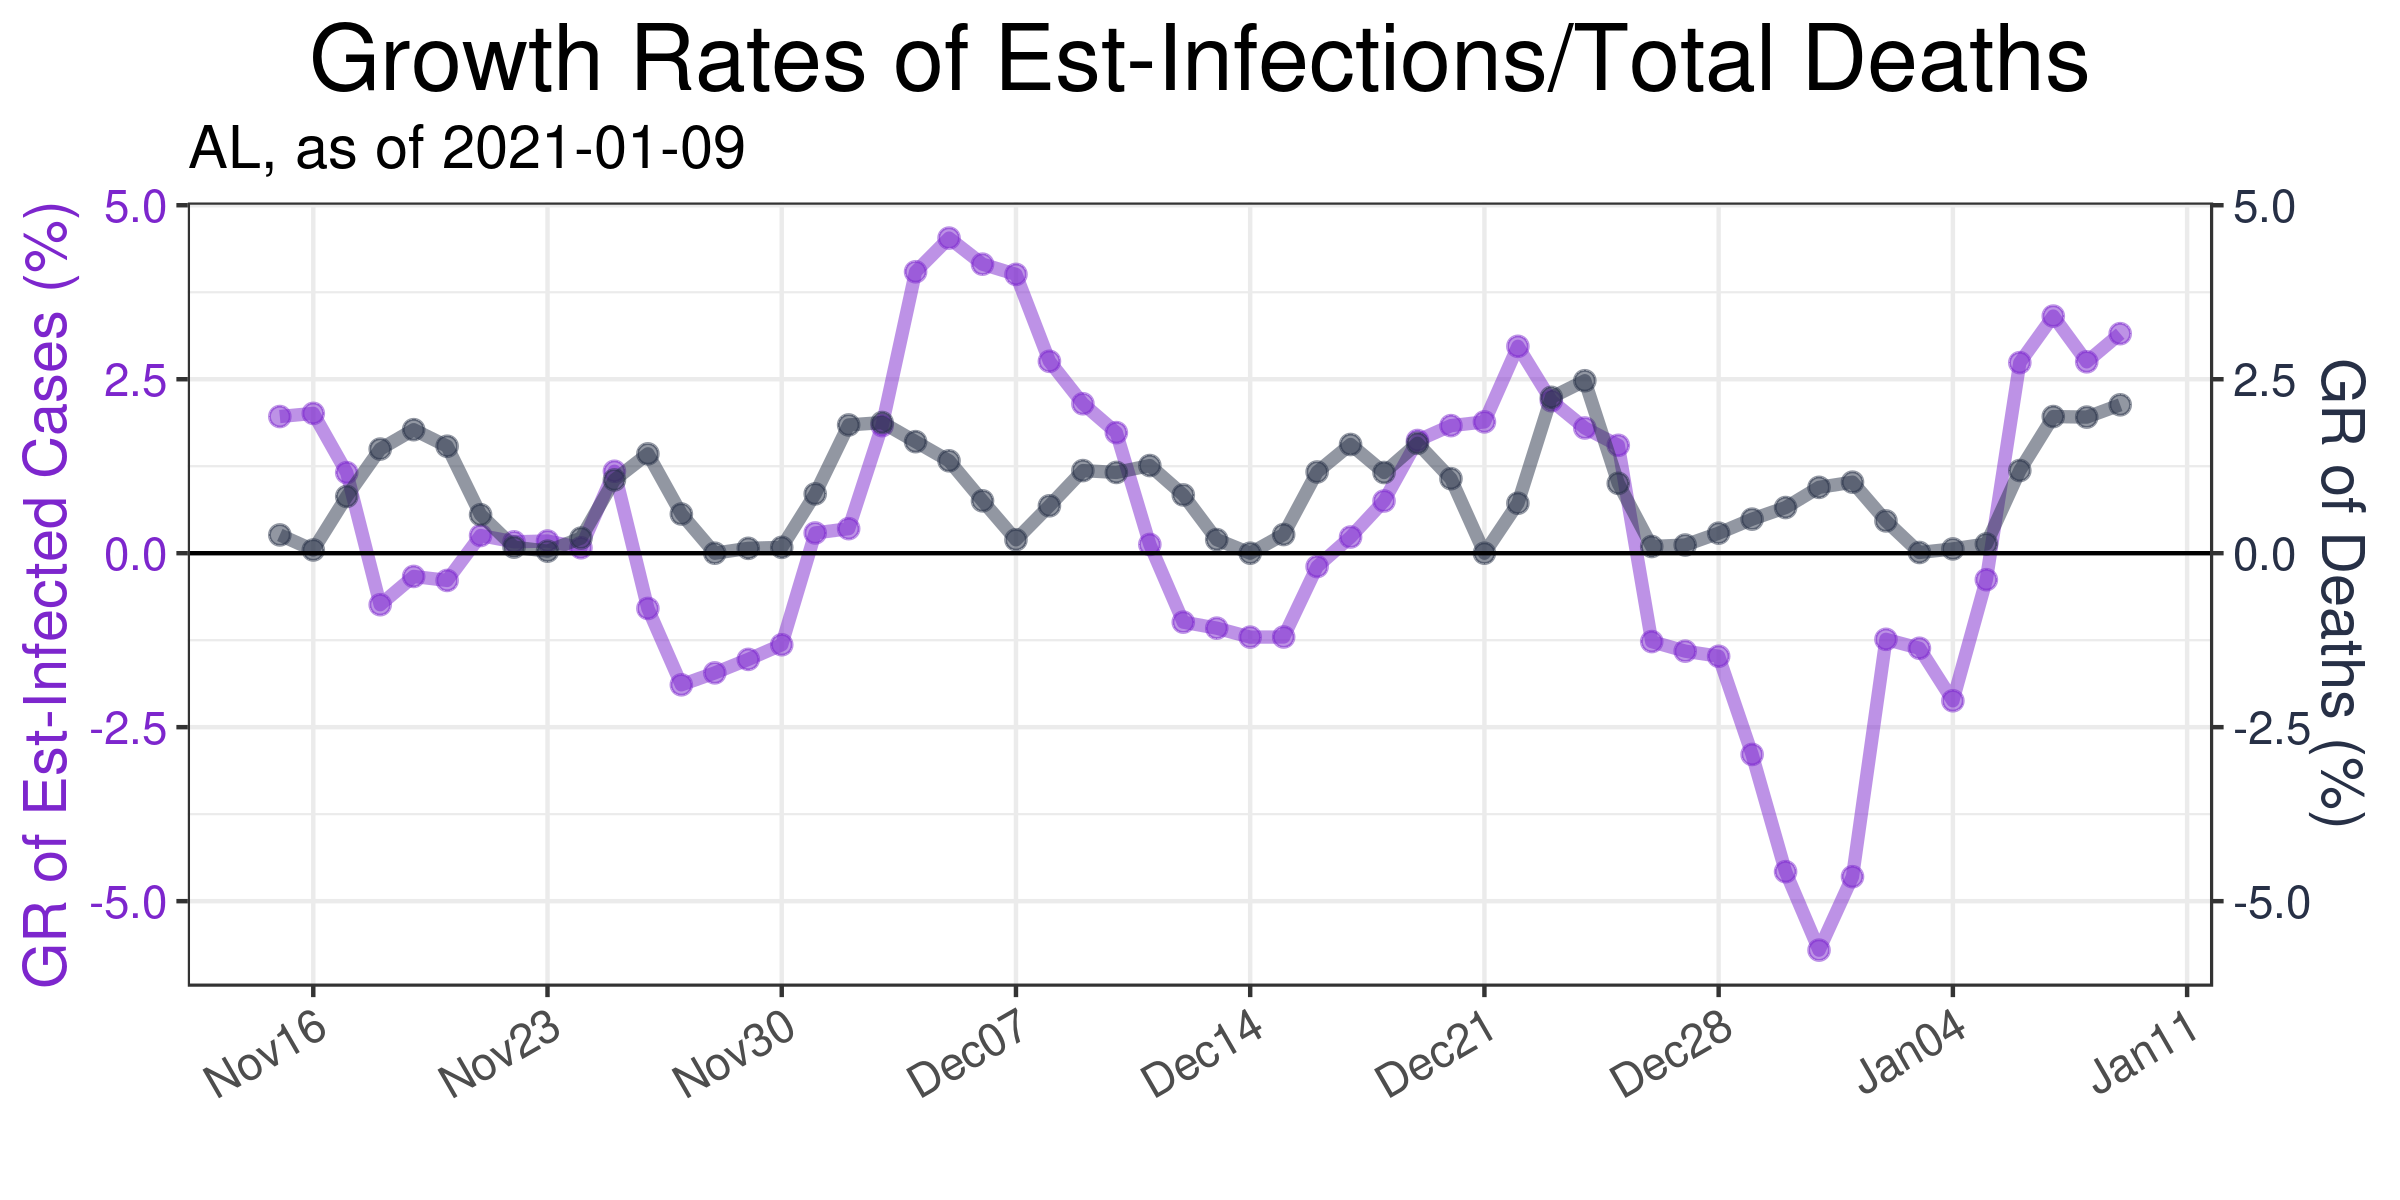 Growth Rates of Est-Infections/Total Deaths
AL, as of 2021-01-09
GR of Est-Infected Cases (%)
5.0
2.5
0.0
-2.5
-5.0
5.0
2.5
0.0
-2.5
-5.0
GR of Deaths (%)
Nov16
Nov23
Nov30
Dec07
Dec14
Dec21
Dec28
Jan04
Jan11